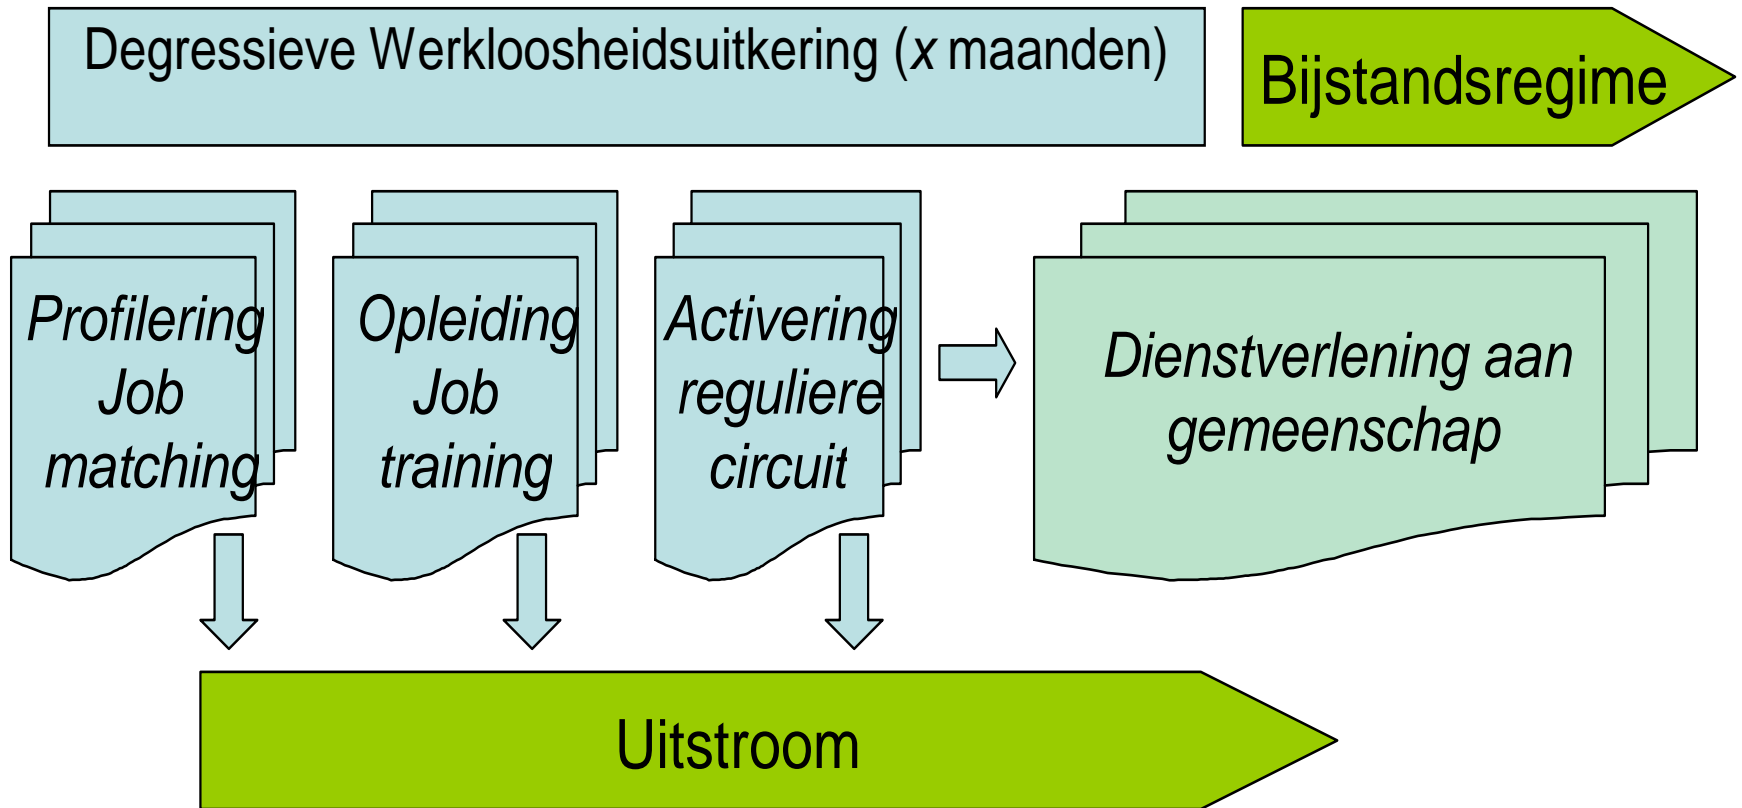 Degressieve Werkloosheidsuitkering (x maanden)
Bijstandsregime
Profilering
Job
matching
Opleiding
Job
training
Activering
reguliere
circuit
Dienstverlening aan
gemeenschap
Uitstroom